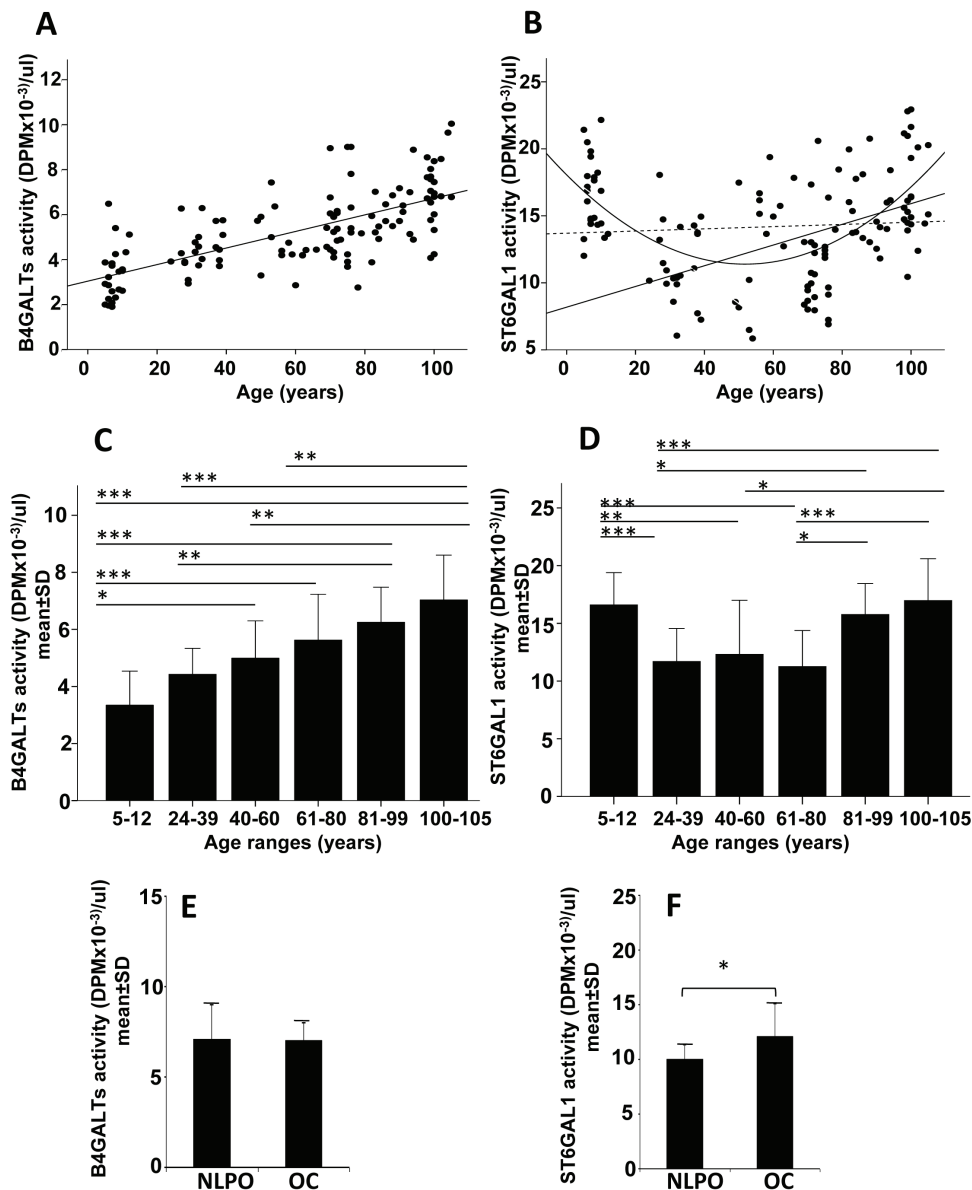 A
B4GALTs activity (DPMx10-3)/ul)
12
10
8
6
4
2
0
0 20 40 60 80 100
Age (years)
B
ST6GAL1 activity (DPMx10-3)/ul)
25
20
15
10
5
0 20 40 60 80 100
Age (years)
C
B4GALTs activity (DPMx10-3)/ul)
mean±SD
10
8
6
4
2
0
**
***
***
**
***
**
***
*
5-12 24-39 40-60 61-80 81-99 100-105
Age ranges (years)
D
ST6GAL1 activity (DPMx10-3)/ul)
mean±SD
25
20
15
10
5
0
***
*
*
***
**
***
***
*
5-12 24-39 40-60 61-80 81-99 100-105
Age ranges (years)
E
B4GALTs activity (DPMx10-3)/ul)
mean±SD
15
10
5
0
NLPO OC
F
ST6GAL1 activity (DPMx10-3)/ul)
mean±SD
25
20
15
10
5
0
*
NLPO OC